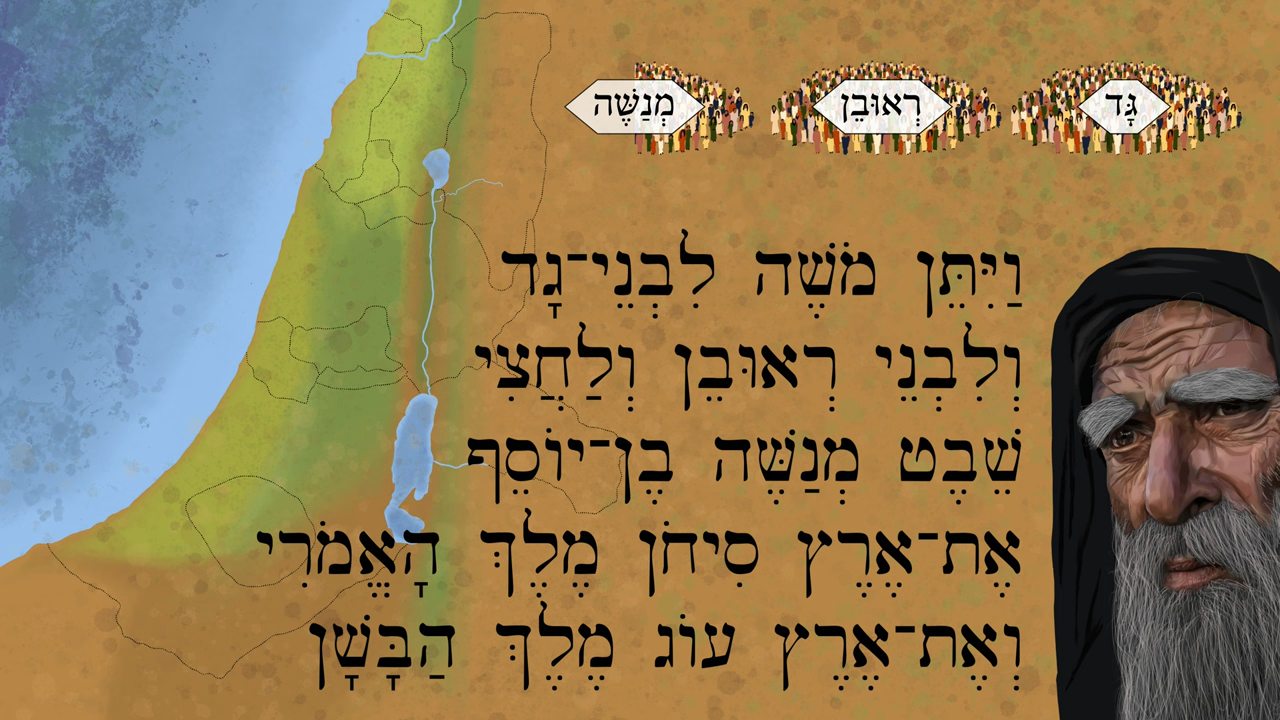 גָּד
רְאוּבֵן
מְנַשֶּׁה
וַיִּתֵּן מֹשֶׁה לִבְנֵי־גָד
וְלִבְנֵי רְאוּבֵן וְלַחֲצִי
שֵׁבֶט מְנַשֶּׁה בֶן־יוֹסֵף
אֶת־אֶרֶץ סִיחֹן מֶלֶךְ הָאֱמֹרִי
וְאֶת־אֶרֶץ עוֹג מֶלֶךְ הַבָּשָׁן